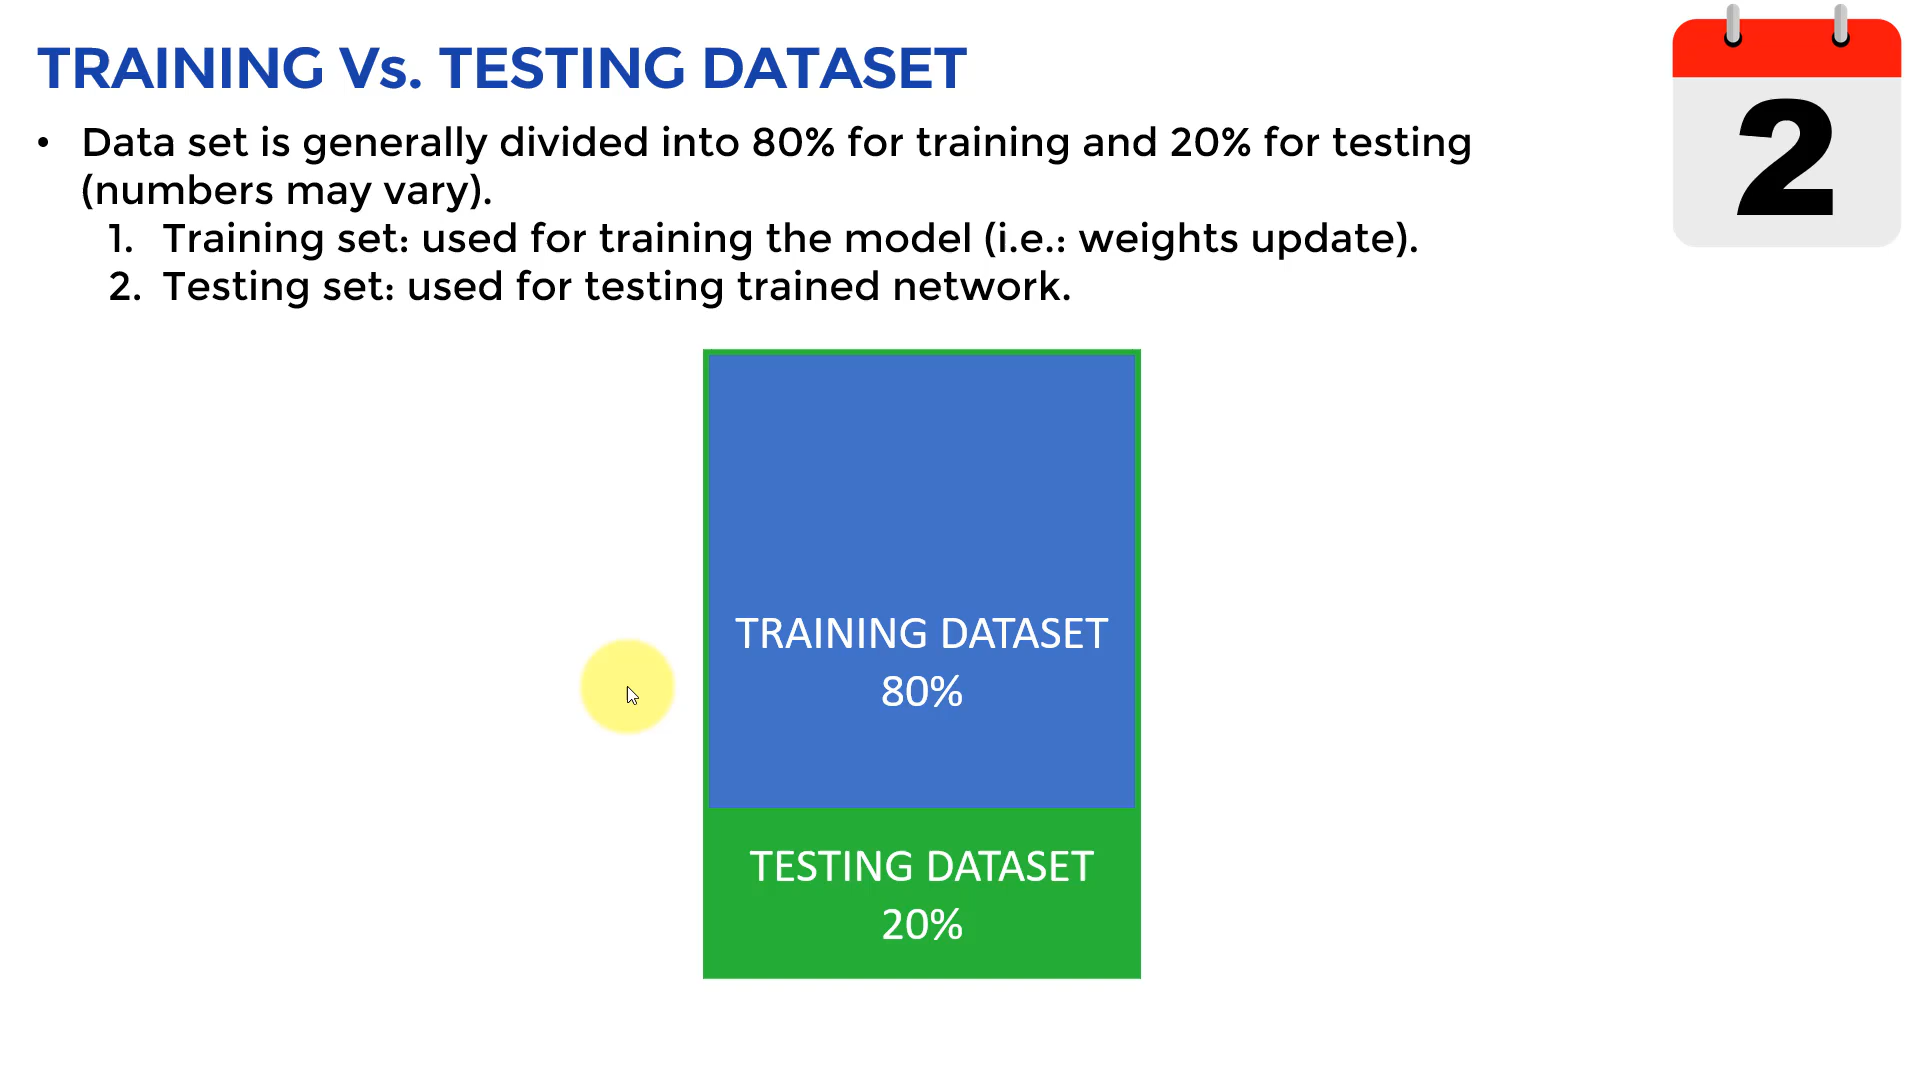 TRAINING Vs. TESTING DATASET
2
• Data set is generally divided into 80% for training and 20% for testing
(numbers may vary).
1. Training set: used for training the model (i.e.: weights update).
2. Testing set: used for testing trained network.
TRAINING DATASET
80%
TESTING DATASET
20%